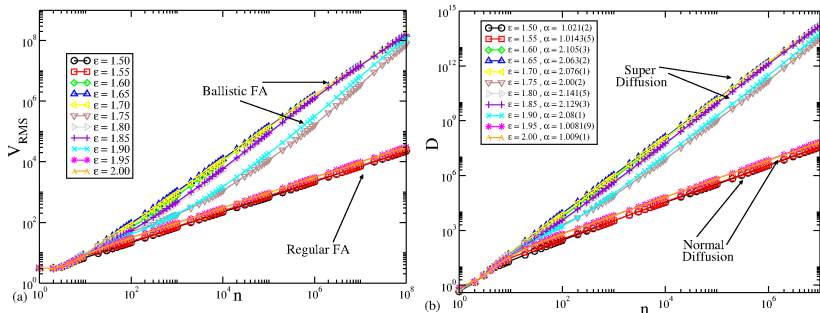 10^8
10^6
10^4
10^2
10^0
V_RMS
ε = 1.50
ε = 1.55
ε = 1.60
ε = 1.65
ε = 1.70
ε = 1.75
ε = 1.80
ε = 1.85
ε = 1.90
ε = 1.95
ε = 2.00
Ballistic FA
Regular FA
10^0 10^2 10^4 10^6 10^8
(a) n
10^15
10^12
10^9
10^6
10^3
10^0
D
ε = 1.50 , α = 1.021(2)
ε = 1.55 , α = 1.0143(5)
ε = 1.60 , α = 2.105(3)
ε = 1.65 , α = 2.063(2)
ε = 1.70 , α = 2.076(1)
ε = 1.75 , α = 2.00(2)
ε = 1.80 , α = 2.141(5)
ε = 1.85 , α = 2.129(3)
ε = 1.90 , α = 2.08(1)
ε = 1.95 , α = 1.0081(9)
ε = 2.00, α = 1.009(1)
Super
Diffusion
Normal
Diffusion
10^0 10^2 10^4 10^6
(b) n